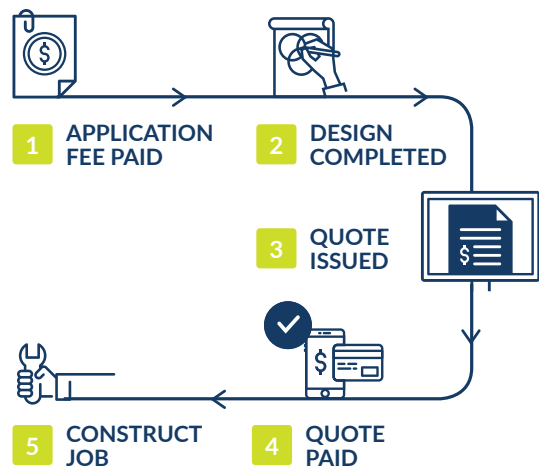 $
1 APPLICATION
FEE PAID
2 DESIGN
COMPLETED
3 QUOTE
ISSUED
$
$
4 QUOTE
PAID
5 CONSTRUCT
JOB